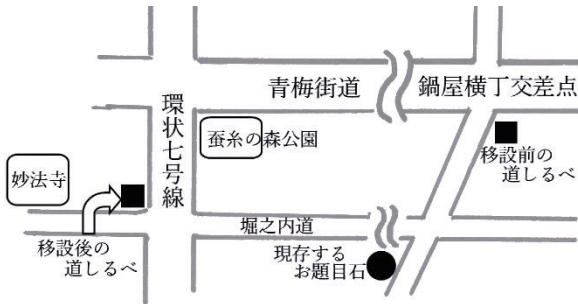 青梅街道
鍋屋横丁交差点
環状七号線
蚕糸の森公園
移設前の
道しるべ
妙法寺
堀之内道
移設後の
道しるべ
現存する
お題目石